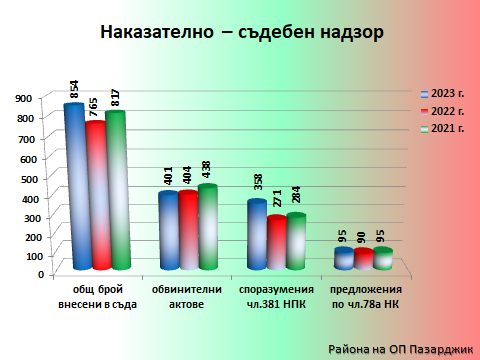 Наказателно – съдебен надзор
2023 г.
2022 г.
2021 г.
900
800
700
600
500
400
300
200
100
0
854
765
817
401
404
438
358
271
284
95
90
95
общ брой
внесени в съда
обвинителни
актове
споразумения
чл.381 НПК
предложения
по чл.78а НК
Района на ОП Пазарджик